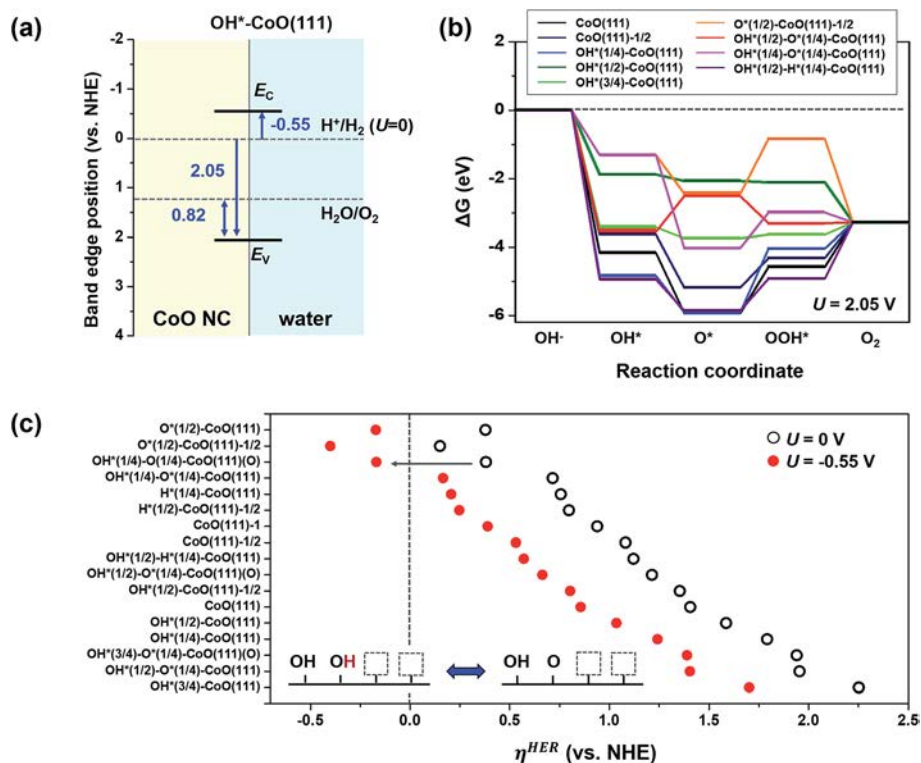 (a)
OH*-CoO(111)
Band edge position (vs. NHE)
-2
-1
0
1
2
3
4
E_C
-0.55
H⁺/H₂ (U=0)
2.05
0.82
H₂O/O₂
E_V
CoO NC
water
(b)
CoO(111)
CoO(111)-1/2
OH*(1/4)-CoO(111)
OH*(1/2)-CoO(111)
OH*(3/4)-CoO(111)
O*(1/2)-CoO(111)-1/2
OH*(1/2)-O*(1/4)-CoO(111)
OH*(1/4)-O*(1/4)-CoO(111)
OH*(1/2)-H*(1/4)-CoO(111)
ΔG (eV)
0
-2
-4
-6
U = 2.05 V
OH⁻
OH*
O*
OOH*
O₂
Reaction coordinate
(c)
O*(1/2)-CoO(111)
O*(1/2)-CoO(111)-1/2
OH*(1/4)-O(1/4)-CoO(111)(O)
OH*(1/4)-O*(1/4)-CoO(111)
H*(1/4)-CoO(111)
H*(1/2)-CoO(111)-1/2
CoO(111)-1
CoO(111)-1/2
OH*(1/2)-H*(1/4)-CoO(111)
OH*(1/2)-O*(1/4)-CoO(111)(O)
OH*(1/2)-CoO(111)-1/2
CoO(111)
OH*(1/2)-CoO(111)
OH*(1/4)-CoO(111)
OH*(3/4)-O*(1/4)-CoO(111)(O)
OH*(1/2)-O*(1/4)-CoO(111)
OH*(3/4)-CoO(111)
U = 0 V
U = -0.55 V
OH OH
OH O
-0.5 0.0 0.5 1.0 1.5 2.0 2.5
η^HER (vs. NHE)